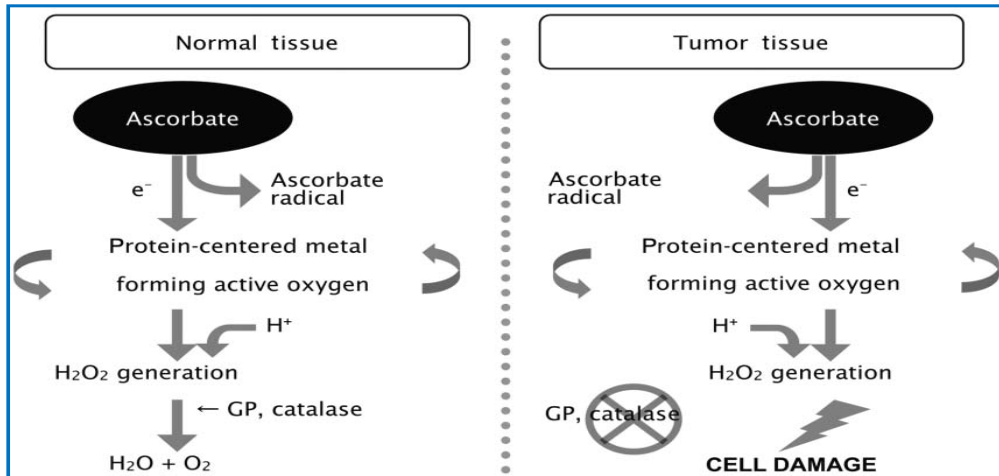 Normal tissue
Ascorbate
e⁻
Ascorbate
radical
Protein-centered metal
forming active oxygen
H⁺
H₂O₂ generation
← GP, catalase
H₂O + O₂
Tumor tissue
Ascorbate
Ascorbate
radical
e⁻
Protein-centered metal
forming active oxygen
H⁺
H₂O₂ generation
GP, catalase
CELL DAMAGE